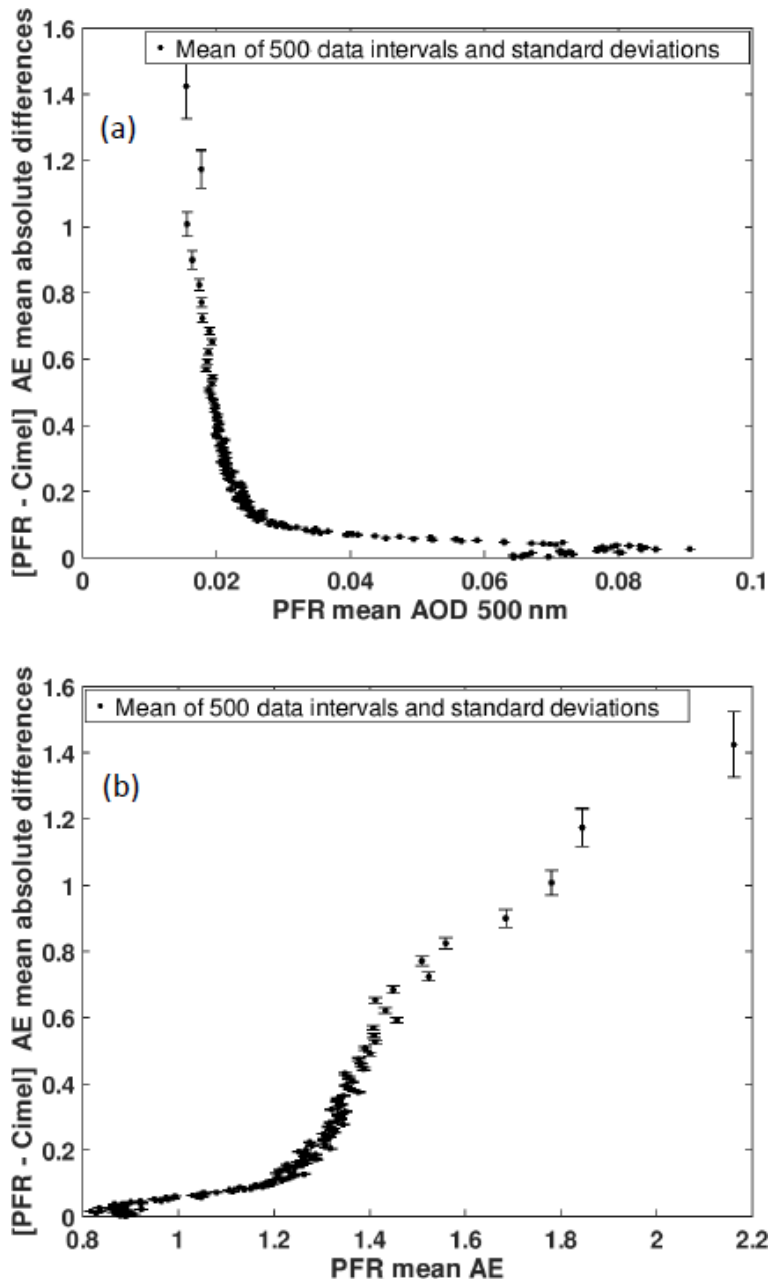 1.6
Mean of 500 data intervals and standard deviations
1.4
(a)
1.2
1
0.8
0.6
0.4
0.2
0
[PFR - Cimel] AE mean absolute differences
0 0.02 0.04 0.06 0.08 0.1
PFR mean AOD 500 nm
1.6
Mean of 500 data intervals and standard deviations
1.4
(b)
1.2
1
0.8
0.6
0.4
0.2
0
[PFR - Cimel] AE mean absolute differences
0.8 1 1.2 1.4 1.6 1.8 2 2.2
PFR mean AE